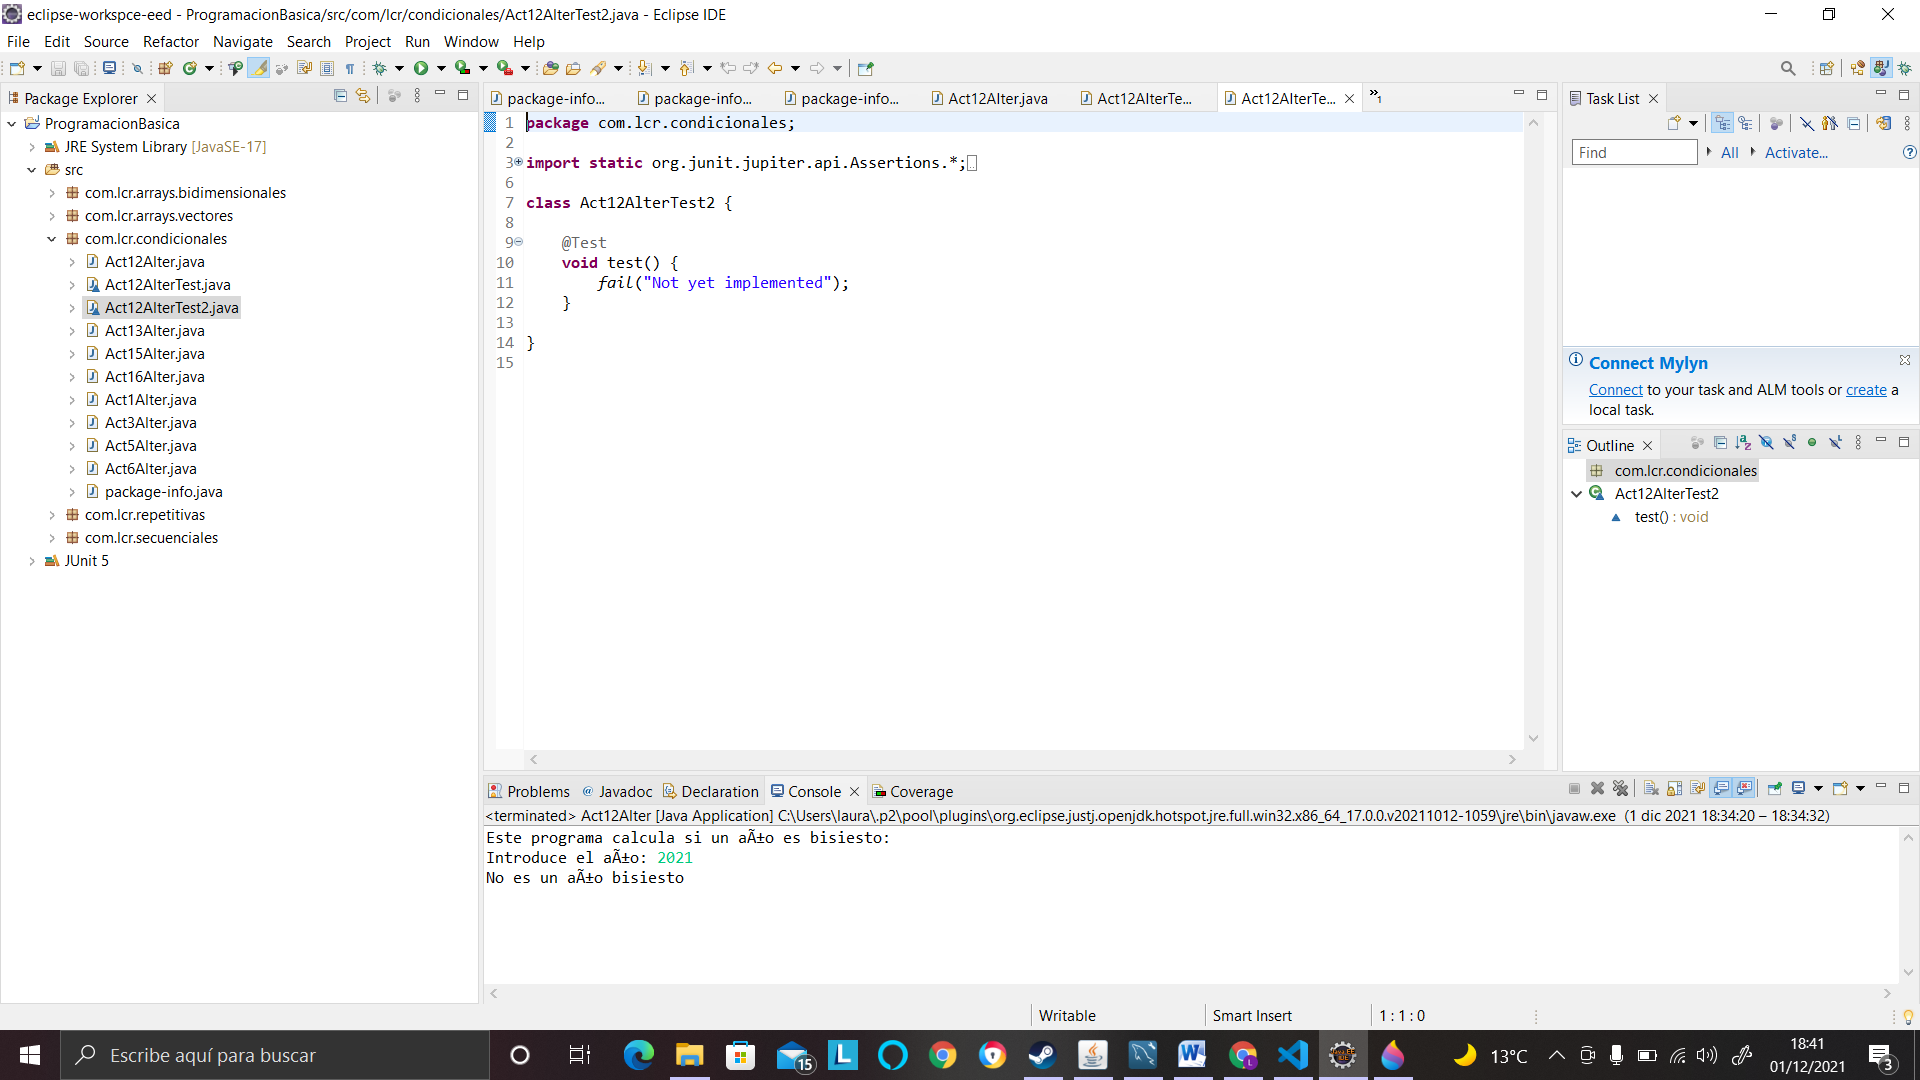 eclipse-workspce-eed - ProgramacionBasica/src/com/lcr/condicionales/Act12AlterTest2.java - Eclipse IDE
File Edit Source Refactor Navigate Search Project Run Window Help
Package Explorer
ProgramacionBasica
JRE System Library [JavaSE-17]
src
com.lcr.arrays.bidimensionales
com.lcr.arrays.vectores
com.lcr.condicionales
Act12Alter.java
Act12AlterTest.java
Act12AlterTest2.java
Act13Alter.java
Act15Alter.java
Act16Alter.java
Act1Alter.java
Act3Alter.java
Act5Alter.java
Act6Alter.java
package-info.java
com.lcr.repetitivas
com.lcr.secuenciales
JUnit 5
package-info... package-info... package-info... Act12Alter.java Act12AlterTe... Act12AlterTe... »1
1 package com.lcr.condicionales;
2
3 import static org.junit.jupiter.api.Assertions.*;
6
7 class Act12AlterTest2 {
8
9 @Test
10 void test() {
11 fail("Not yet implemented");
12 }
13
14 }
15
Task List
Find All Activate...
Connect Mylyn
Connect to your task and ALM tools or create a
local task.
Outline
com.lcr.condicionales
Act12AlterTest2
test() : void
Problems Javadoc Declaration Console Coverage
<terminated> Act12Alter [Java Application] C:\Users\laura\.p2\pool\plugins\org.eclipse.justj.openjdk.hotspot.jre.full.win32.x86_64_17.0.0.v20211012-1059\jre\bin\javaw.exe (1 dic 2021 18:34:20 – 18:34:32)
Este programa calcula si un aÃ±o es bisiesto:
Introduce el aÃ±o: 2021
No es un aÃ±o bisiesto
Writable Smart Insert 1 : 1 : 0
Escribe aquí para buscar
15
L
13°C
18:41
01/12/2021
3